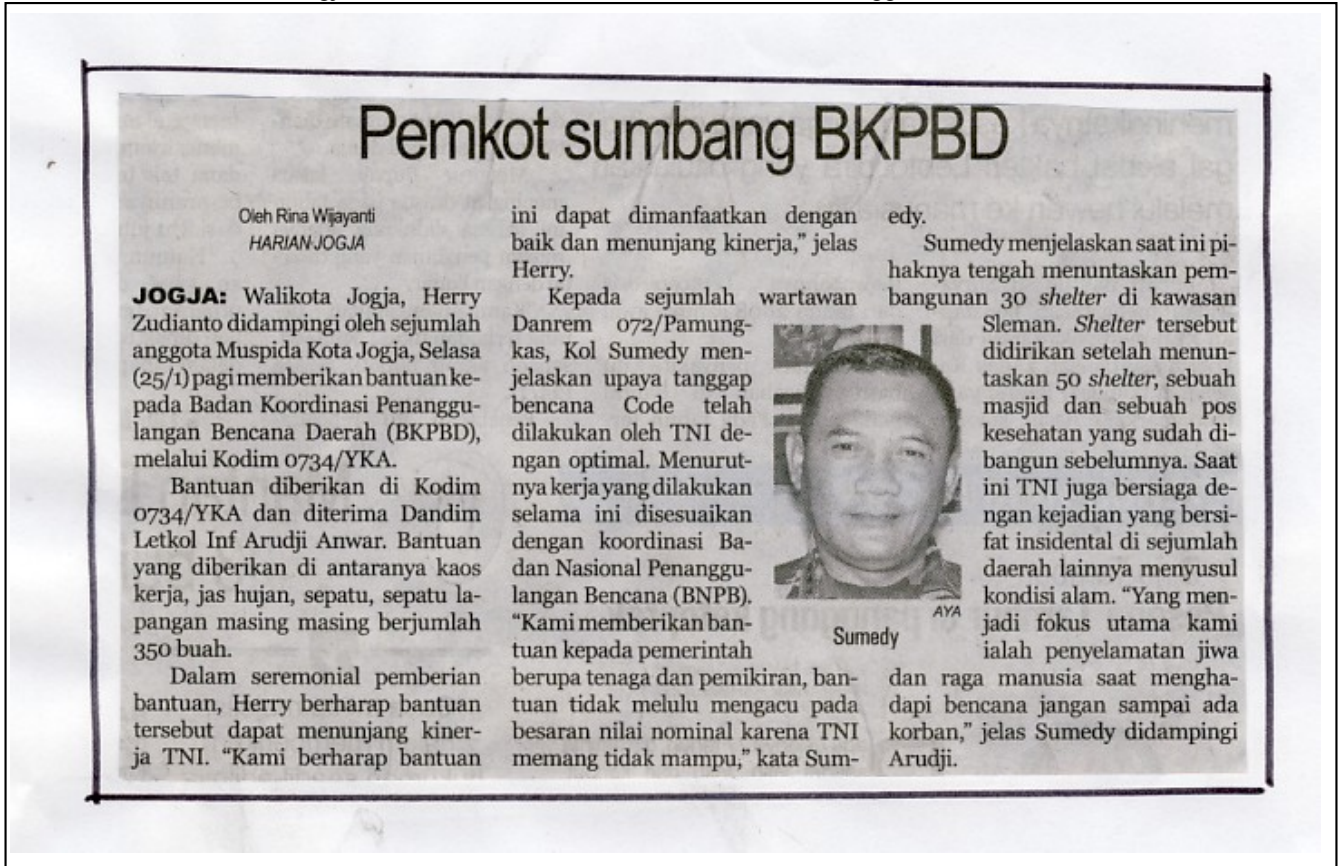 Pemkot sumbang BKPBD
Oleh Rina Wijayanti
HARIAN JOGJA
JOGJA: Walikota Jogja, Herry
Zudianto didampingi oleh sejumlah
anggota Muspida Kota Jogja, Selasa
(25/1) pagi memberikan bantuan ke-
pada Badan Koordinasi Penanggu-
langan Bencana Daerah (BKPBD),
melalui Kodim 0734/YKA.
Bantuan diberikan di Kodim
0734/YKA dan diterima Dandim
Letkol Inf Arudji Anwar. Bantuan
yang diberikan di antaranya kaos
kerja, jas hujan, sepatu, sepatu la-
pangan masing masing berjumlah
350 buah.
Dalam seremonial pemberian
bantuan, Herry berharap bantuan
tersebut dapat menunjang kiner-
ja TNI. “Kami berharap bantuan
ini dapat dimanfaatkan dengan
baik dan menunjang kinerja,” jelas
Herry.
Kepada sejumlah wartawan
Danrem 072/Pamung-
kas, Kol Sumedy men-
jelaskan upaya tanggap
bencana Code telah
dilakukan oleh TNI de-
ngan optimal. Menurut-
nya kerja yang dilakukan
selama ini disesuaikan
dengan koordinasi Ba-
dan Nasional Penanggu-
langan Bencana (BNPB).
“Kami memberikan ban-
tuan kepada pemerintah
berupa tenaga dan pemikiran, ban-
tuan tidak melulu mengacu pada
besaran nilai nominal karena TNI
memang tidak mampu,” kata Sum-
edy.
Sumedy menjelaskan saat ini pi-
haknya tengah menuntaskan pem-
bangunan 30 shelter di kawasan
Sleman. Shelter tersebut
didirikan setelah menun-
taskan 50 shelter, sebuah
masjid dan sebuah pos
kesehatan yang sudah di-
bangun sebelumnya. Saat
ini TNI juga bersiaga de-
ngan kejadian yang bersi-
fat insidental di sejumlah
daerah lainnya menyusul
kondisi alam. “Yang men-
jadi fokus utama kami
ialah penyelamatan jiwa
dan raga manusia saat mengha-
dapi bencana jangan sampai ada
korban,” jelas Sumedy didampingi
Arudji.
AYA
Sumedy